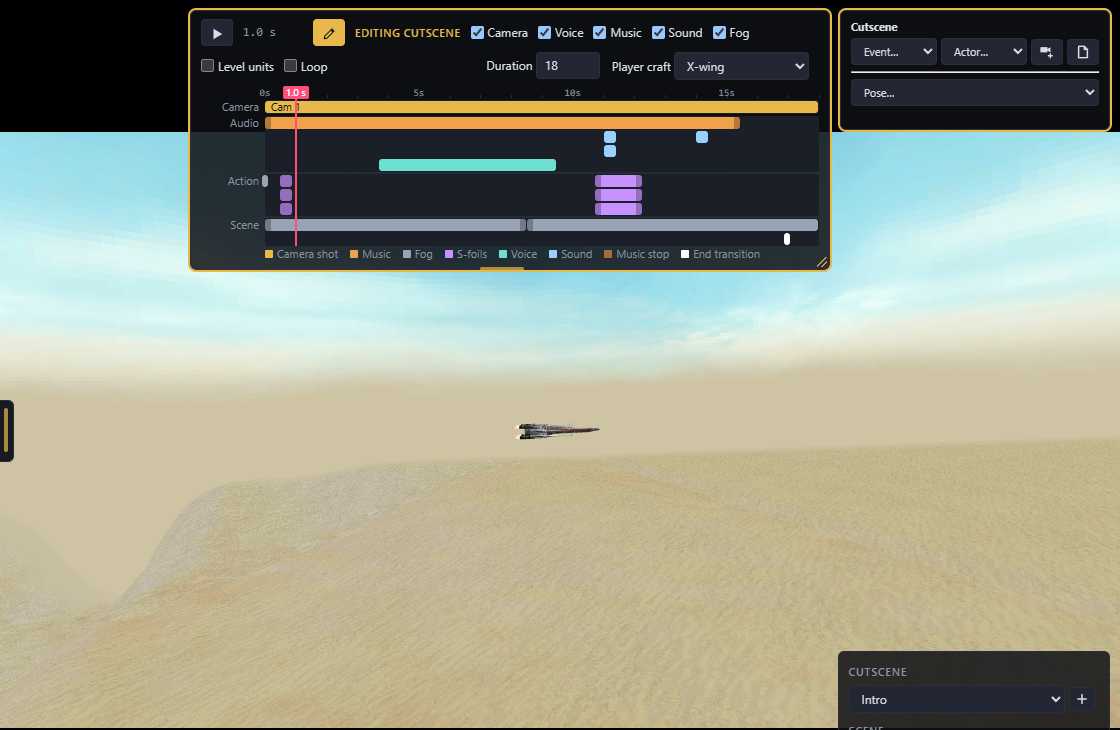 1.0 s EDITING CUTSCENE Camera Voice Music Sound Fog
Level units Loop Duration 18 Player craft X-wing
0s 1.0 s 5s 10s 15s
Camera Cam
Audio
Action
Scene
Camera shot Music Fog S-foils Voice Sound Music stop End transition
Cutscene
Event... Actor...
Pose...
CUTSCENE
Intro